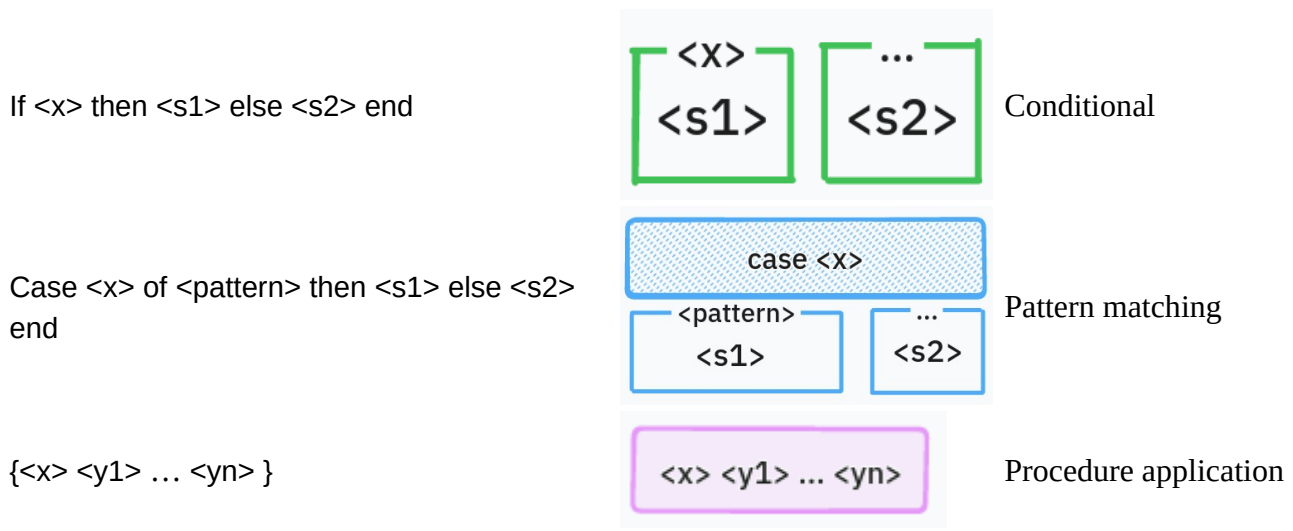 If <x> then <s1> else <s2> end
<x>
<s1>
...
<s2>
Conditional
Case <x> of <pattern> then <s1> else <s2>
end
case <x>
<pattern>
<s1>
...
<s2>
Pattern matching
{<x> <y1> … <yn> }
<x> <y1> ... <yn>
Procedure application